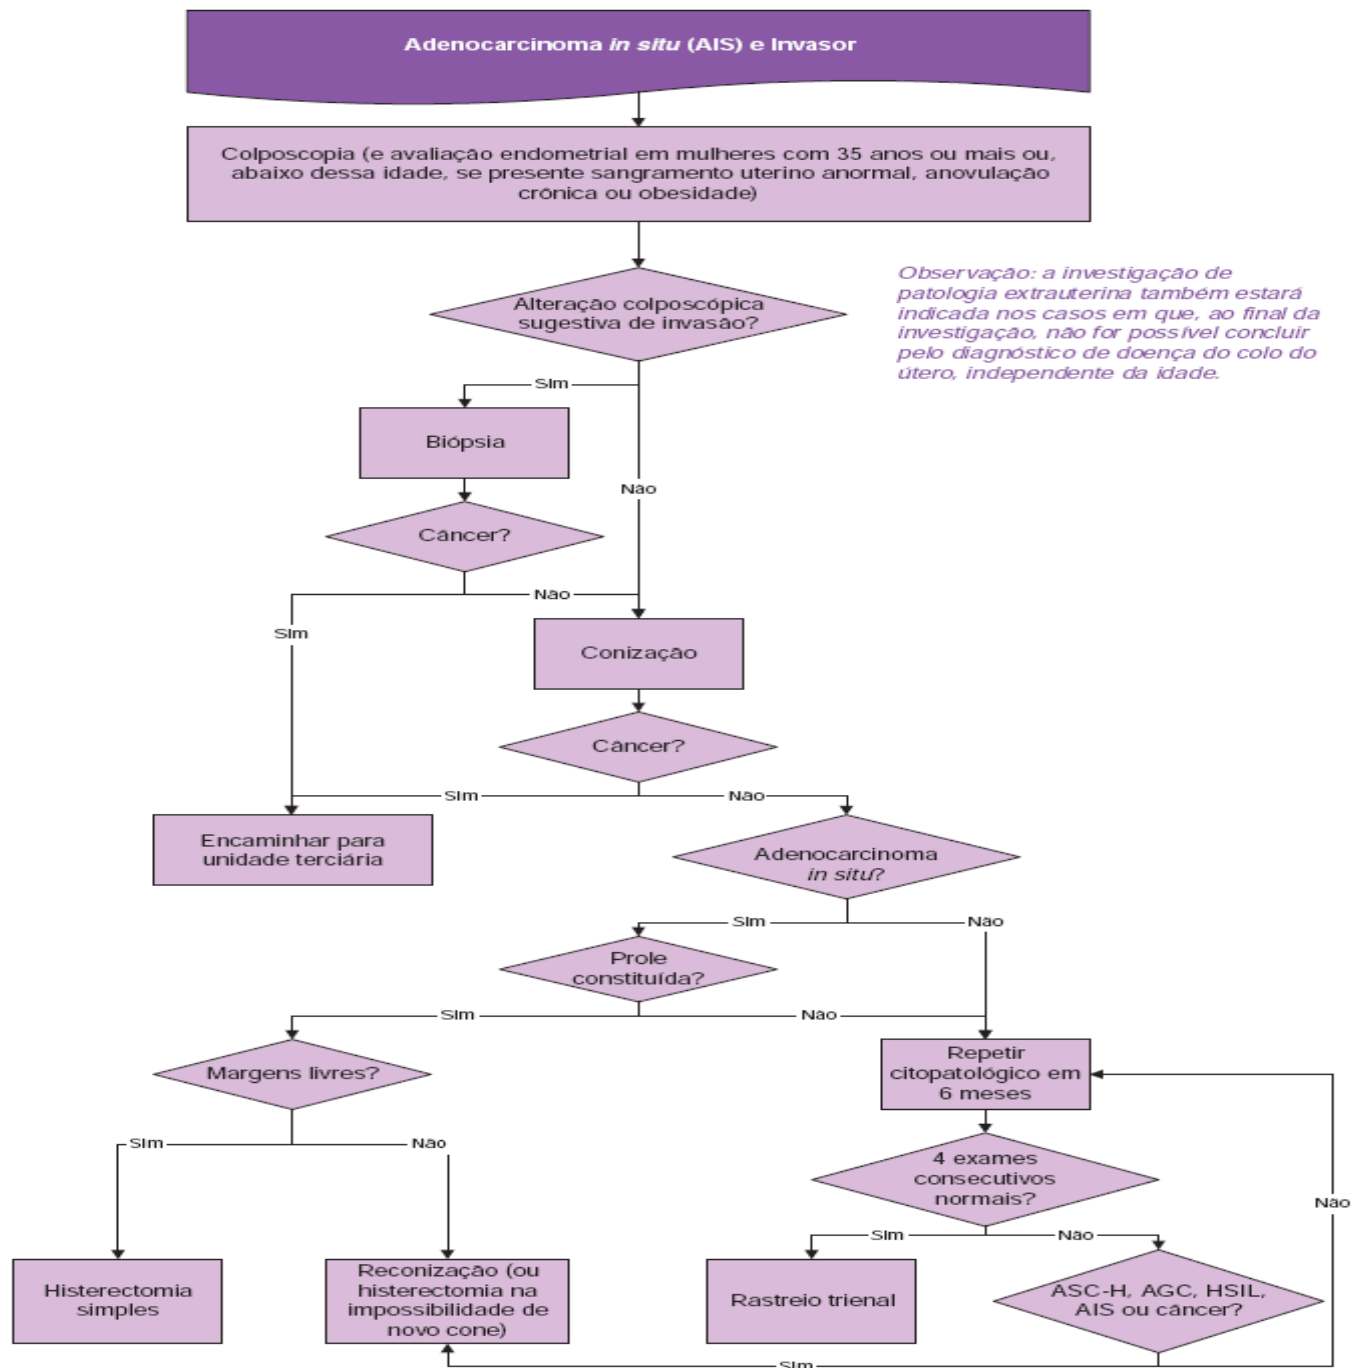 Adenocarcinoma in situ (AIS) e Invasor
Colposcopia (e avaliação endometrial em mulheres com 35 anos ou mais ou,
abaixo dessa idade, se presente sangramento uterino anormal, anovulação
crônica ou obesidade)
Observação: a investigação de
patologia extrauterina também estará
indicada nos casos em que, ao final da
investigação, não for possível concluir
pelo diagnóstico de doença do colo do
útero, independente da idade.
Alteração colposcópica
sugestiva de invasão?
Sim
Biópsia
Não
Câncer?
Não
Sim
Conização
Câncer?
Sim
Não
Encaminhar para
unidade terciária
Adenocarcinoma
in situ?
Sim
Não
Prole
constituída?
Sim
Não
Margens livres?
Repetir
citopatológico em
6 meses
Sim
Não
4 exames
consecutivos
normais?
Não
Sim
Não
Histerectomia
simples
Reconização (ou
histerectomia na
impossibilidade de
novo cone)
Rastreio trienal
ASC-H, AGC, HSIL,
AIS ou câncer?
Sim